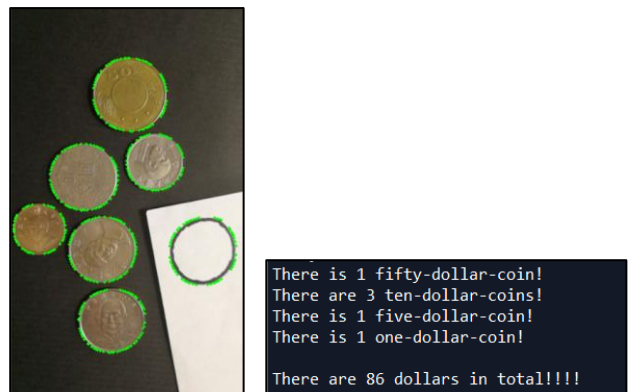 There is 1 fifty-dollar-coin!
There are 3 ten-dollar-coins!
There is 1 five-dollar-coin!
There is 1 one-dollar-coin!
There are 86 dollars in total!!!!